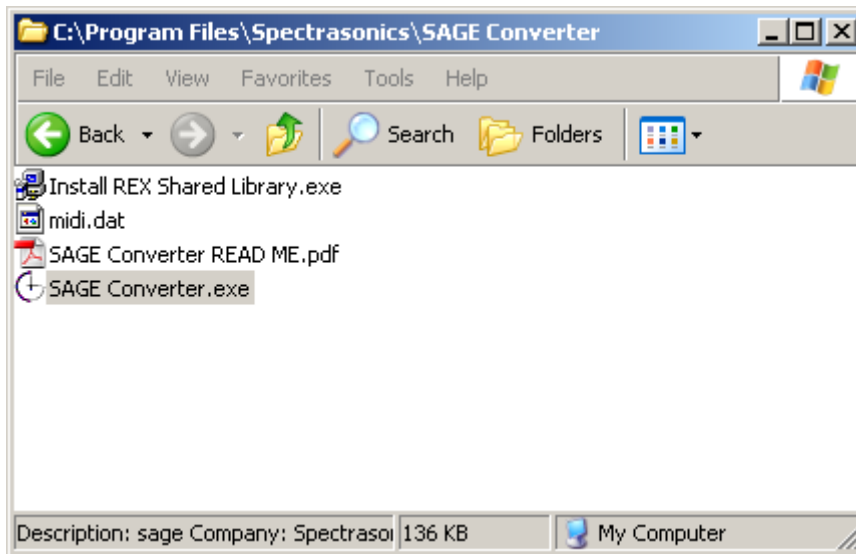 C:\Program Files\Spectrasonics\SAGE Converter
File Edit View Favorites Tools Help
Back Search Folders
Install REX Shared Library.exe
midi.dat
SAGE Converter READ ME.pdf
SAGE Converter.exe
Description: sage Company: Spectrasor 136 KB My Computer